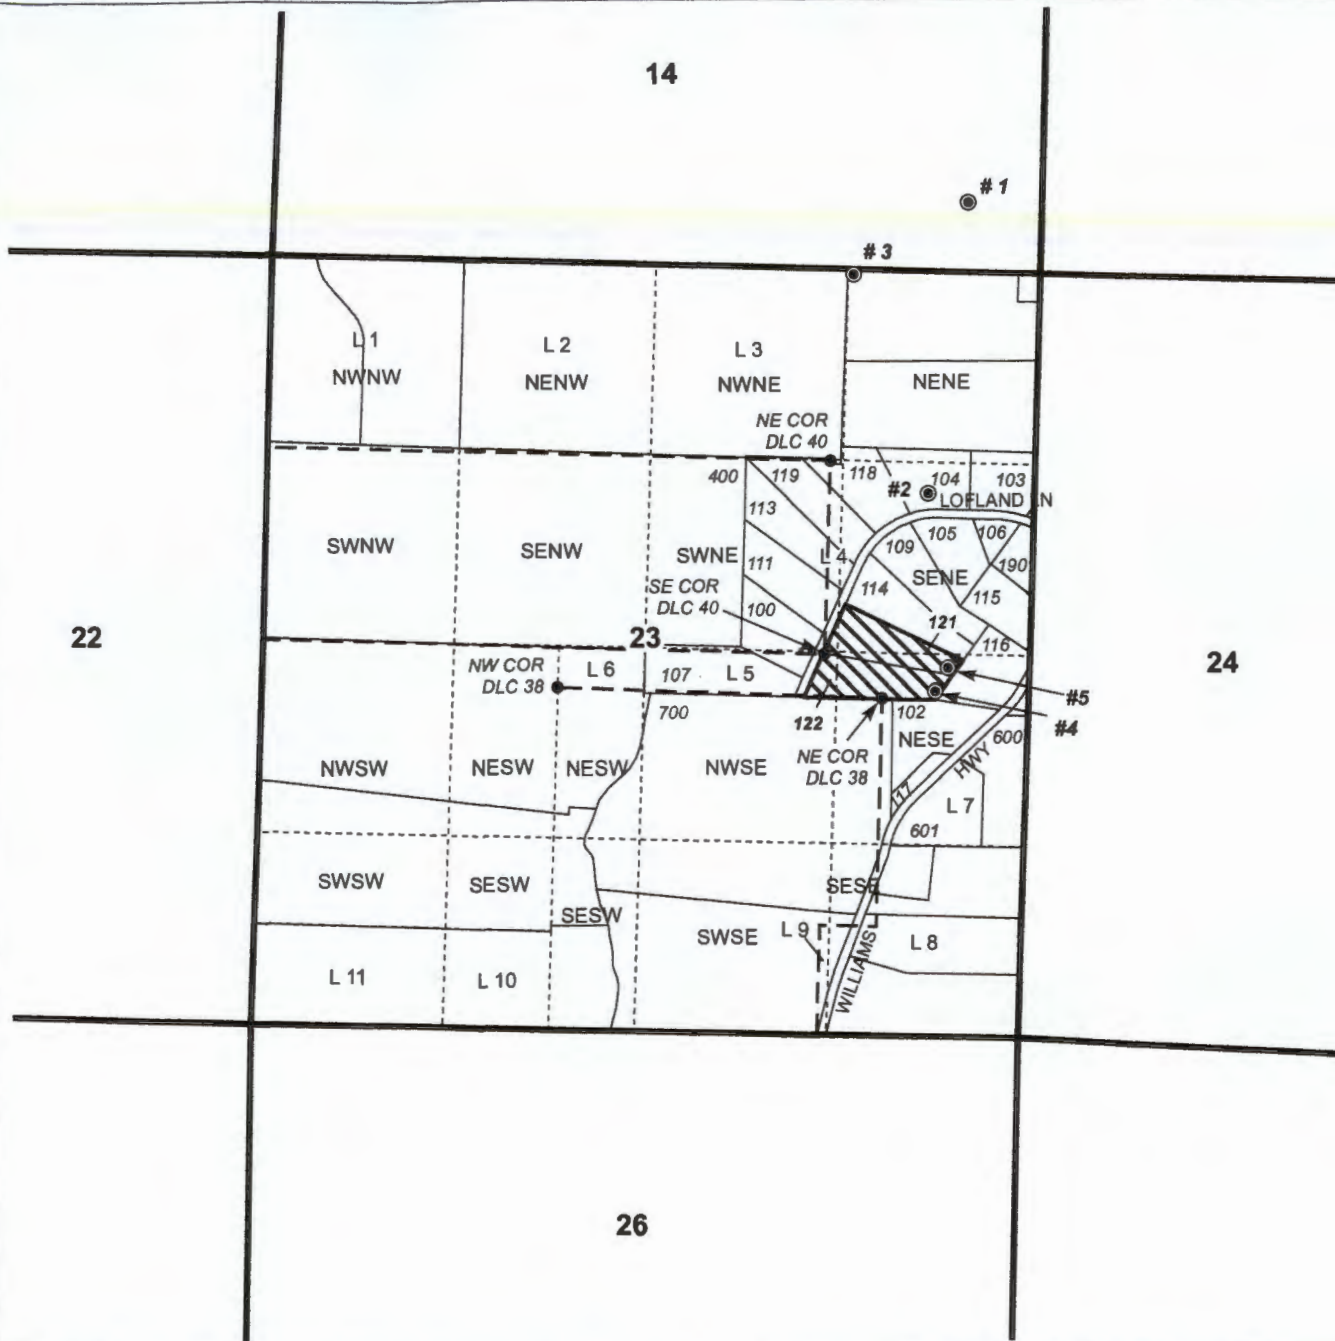 14
# 1
# 3
L 1
NWNW
L 2
NENW
L 3
NWNE
NENE
NE COR
DLC 40
400
119
118
#2
104
103
LOFLAND LN
113
SWNW
SENW
SWNE
111
L 4
109
105
106
190
SENE
SE COR
DLC 40
100
114
115
121
116
22
23
24
NW COR
DLC 38
L 6
107
L 5
700
122
102
#5
#4
600
NE COR
DLC 38
NESE
HWY
NWSW
NESW
NESW
NWSE
117
L 7
601
SWSW
SESW
SESW
SESE
SWSE
L 9
L 8
WILLIAMS
L 11
L 10
26